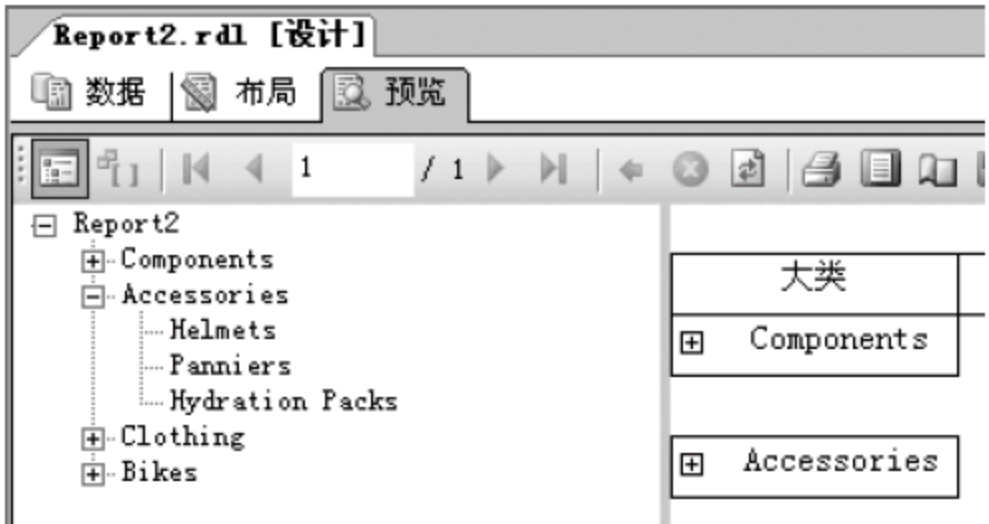 Report2.rdl [设计]
数据 布局 预览
1 / 1
Report2
Components
Accessories
Helmets
Panniers
Hydration Packs
Clothing
Bikes
大类
Components
Accessories